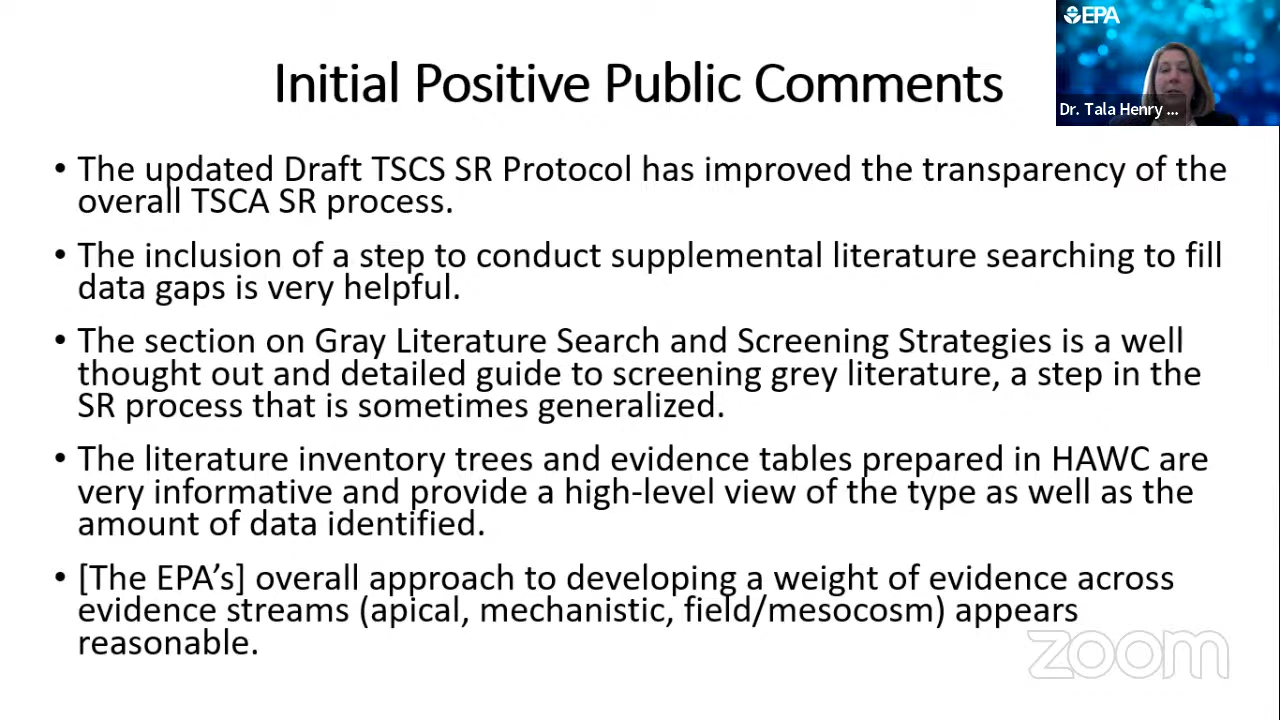 EPA
Initial Positive Public Comments
Dr. Tala Henry ...
• The updated Draft TSCS SR Protocol has improved the transparency of the
overall TSCA SR process.
• The inclusion of a step to conduct supplemental literature searching to fill
data gaps is very helpful.
• The section on Gray Literature Search and Screening Strategies is a well
thought out and detailed guide to screening grey literature, a step in the
SR process that is sometimes generalized.
• The literature inventory trees and evidence tables prepared in HAWC are
very informative and provide a high-level view of the type as well as the
amount of data identified.
• [The EPA’s] overall approach to developing a weight of evidence across
evidence streams (apical, mechanistic, field/mesocosm) appears
reasonable.
zoom